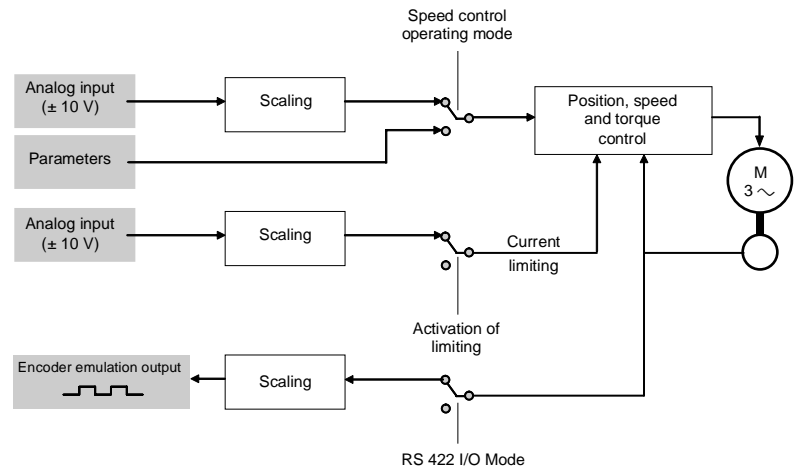 Speed control
operating mode
Analog input
(± 10 V)
Scaling
Position, speed
and torque
control
Parameters
M
3 ~
Analog input
(± 10 V)
Scaling
Current
limiting
Activation of
limiting
Encoder emulation output
Scaling
RS 422 I/O Mode